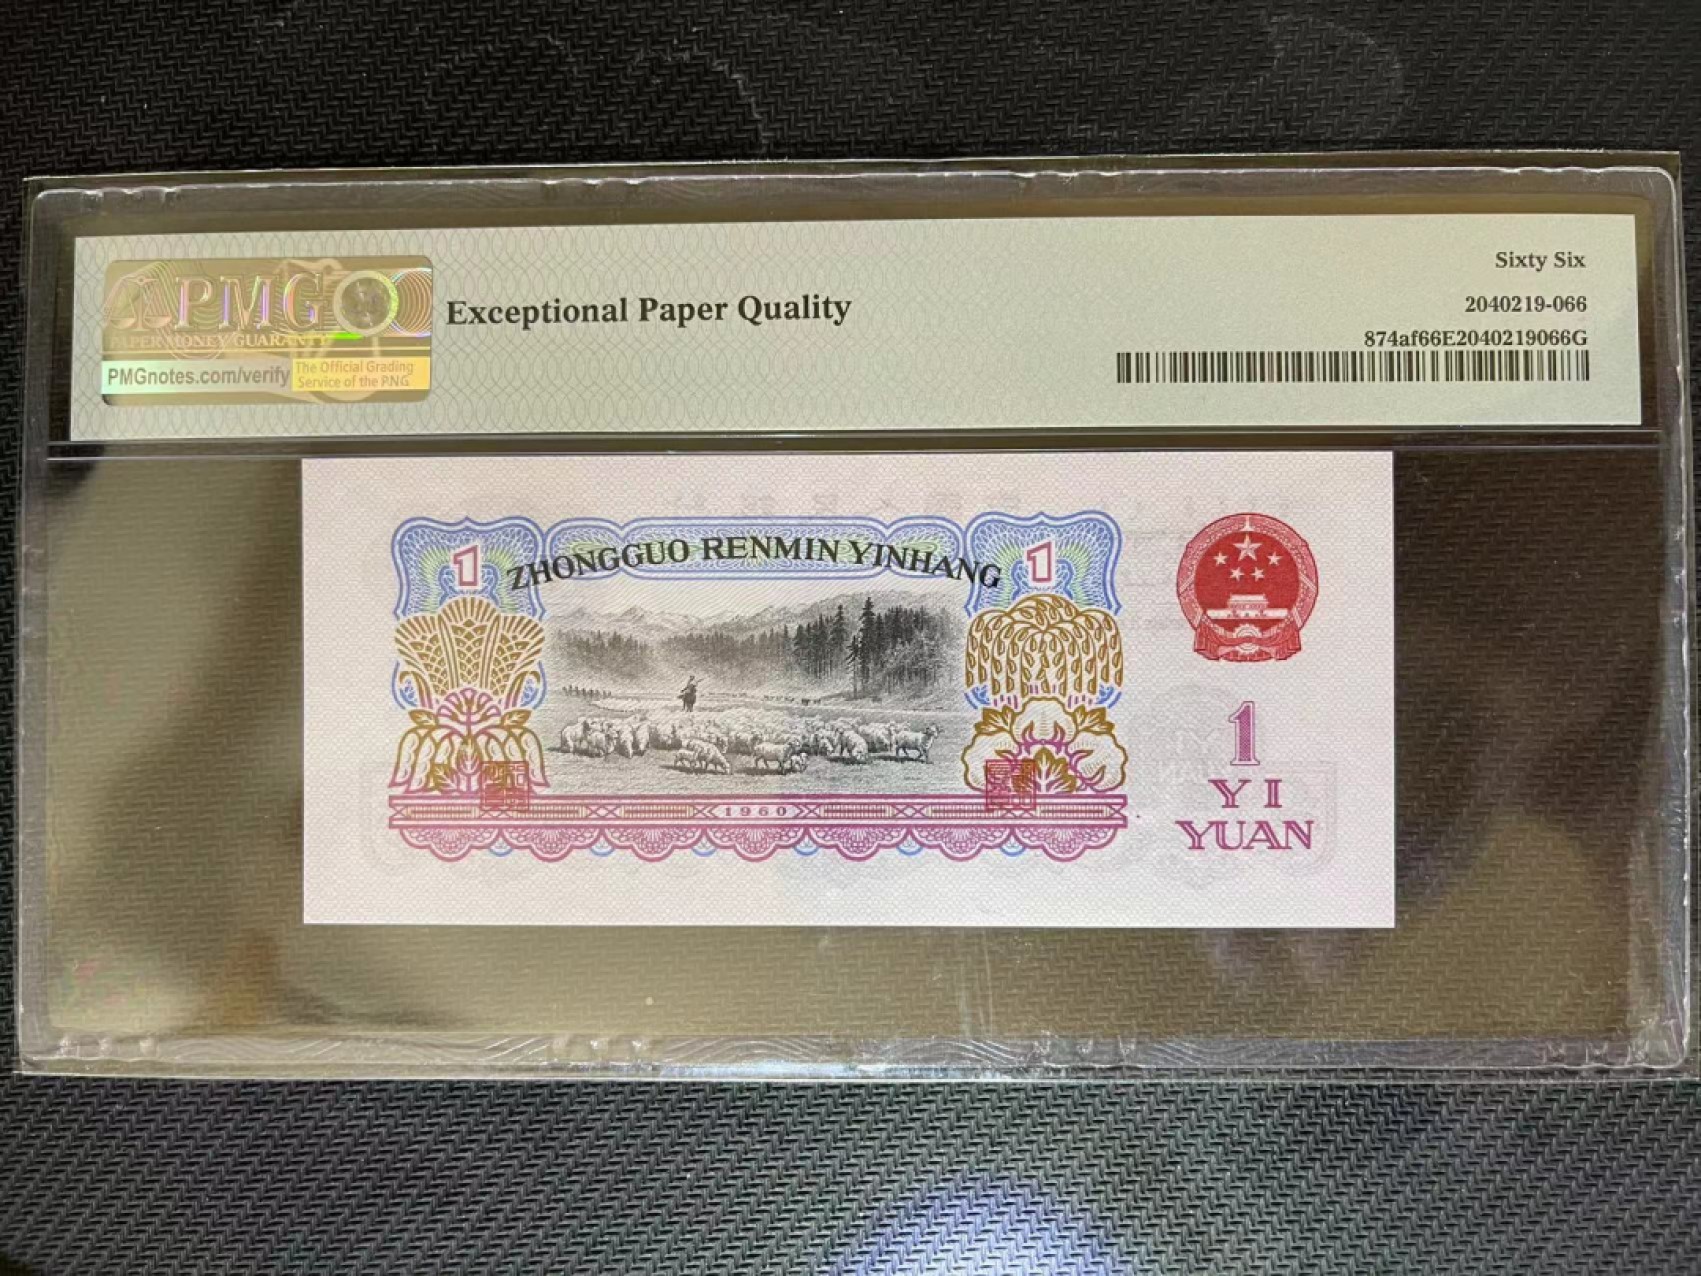 PMG
PAPER MONEY GUARANTY
PMGnotes.com/verify
The Official Grading
Service of the PNG
Exceptional Paper Quality
Sixty Six
2040219-066
874af66E2040219066G
1
ZHONGGUO RENMIN YINHANG
1
1960
1
YI
YUAN